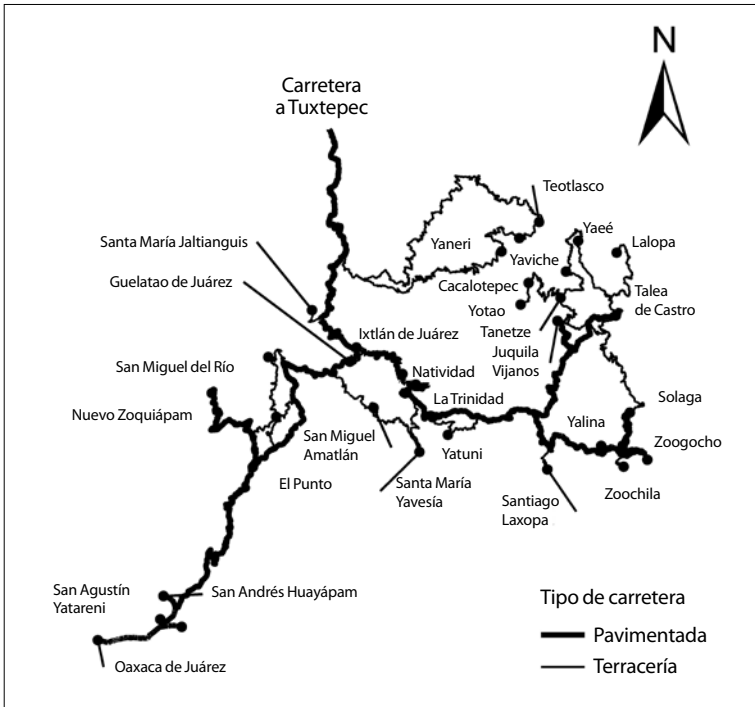 N
Carretera
a Tuxtepec
Teotlasco
Santa María Jaltianguis
Yaneri
Yaeé
Lalopa
Yaviche
Guelatao de Juárez
Cacalotepec
Talea
de Castro
Yotao
Ixtlán de Juárez
Tanetze
Juquila
Vijanos
San Miguel del Río
Natividad
Solaga
Nuevo Zoquiápam
La Trinidad
Yalina
Zoogocho
San Miguel
Amatlán
Yatuni
El Punto
Santa María
Yavesía
Santiago
Laxopa
Zoochila
San Agustín
Yatareni
San Andrés Huayápam
Tipo de carretera
Pavimentada
Oaxaca de Juárez
Terracería